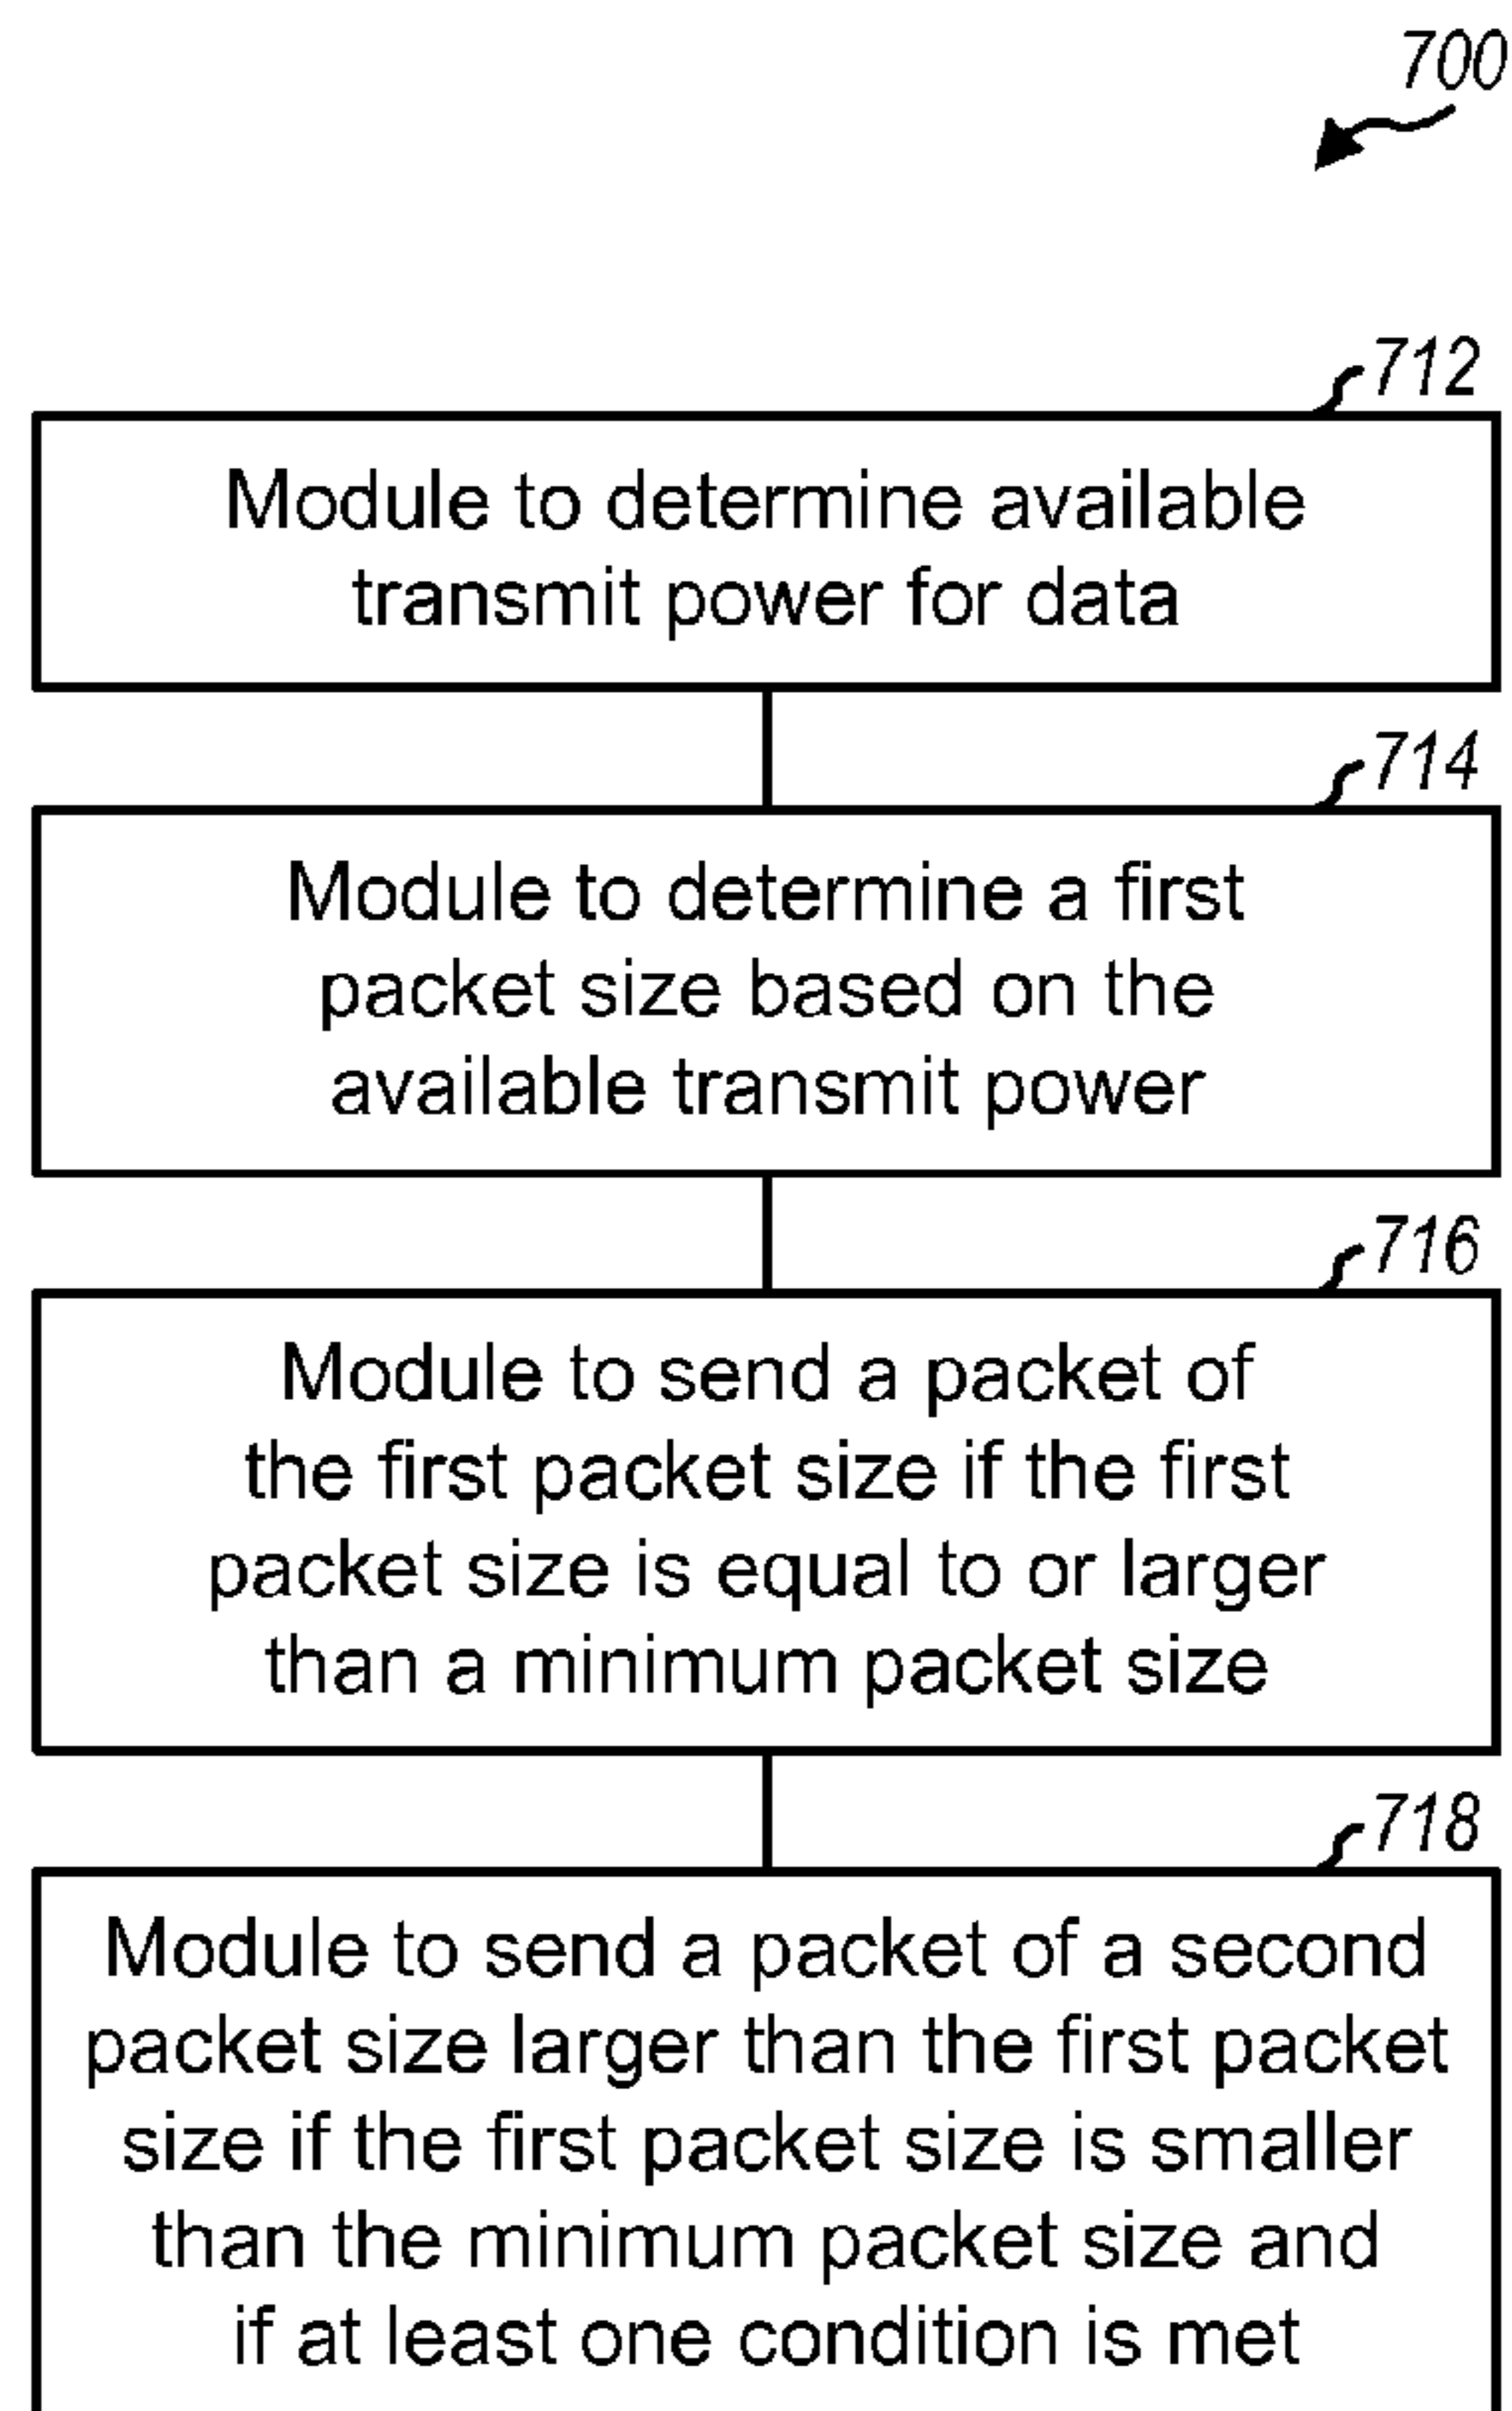 700
712
Module to determine available
transmit power for data
714
Module to determine a first
packet size based on the
available transmit power
716
Module to send a packet of
the first packet size if the first
packet size is equal to or larger
than a minimum packet size
718
Module to send a packet of a second
packet size larger than the first packet
size if the first packet size is smaller
than the minimum packet size and
if at least one condition is met